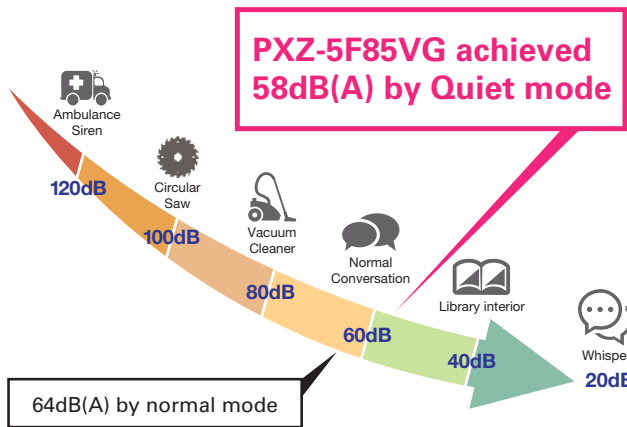 PXZ-5F85VG achieved
58dB(A) by Quiet mode
Ambulance
Siren
120dB
Circular
Saw
100dB
Vacuum
Cleaner
80dB
Normal
Conversation
60dB
Library interior
40dB
Whispe
20dB
64dB(A) by normal mode